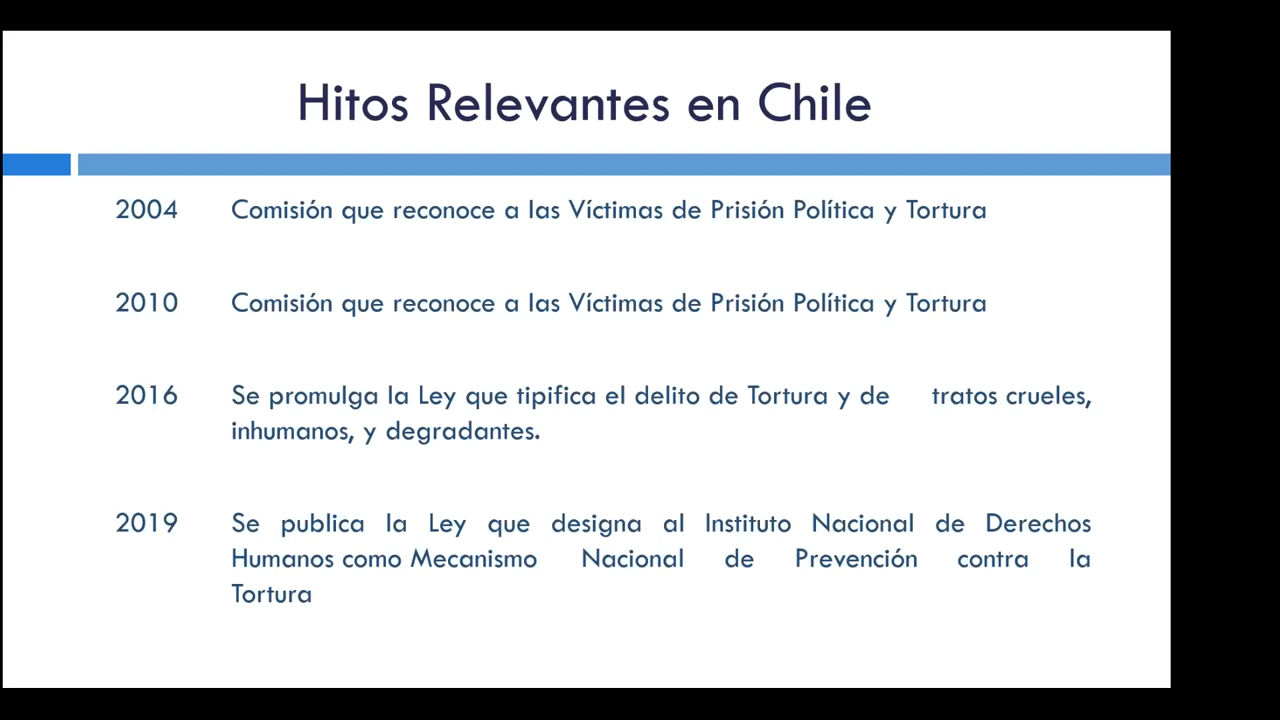 Hitos Relevantes en Chile
2004 Comisión que reconoce a las Víctimas de Prisión Política y Tortura
2010 Comisión que reconoce a las Víctimas de Prisión Política y Tortura
2016 Se promulga la Ley que tipifica el delito de Tortura y de tratos crueles,
inhumanos, y degradantes.
2019 Se publica la Ley que designa al Instituto Nacional de Derechos
Humanos como Mecanismo Nacional de Prevención contra la
Tortura